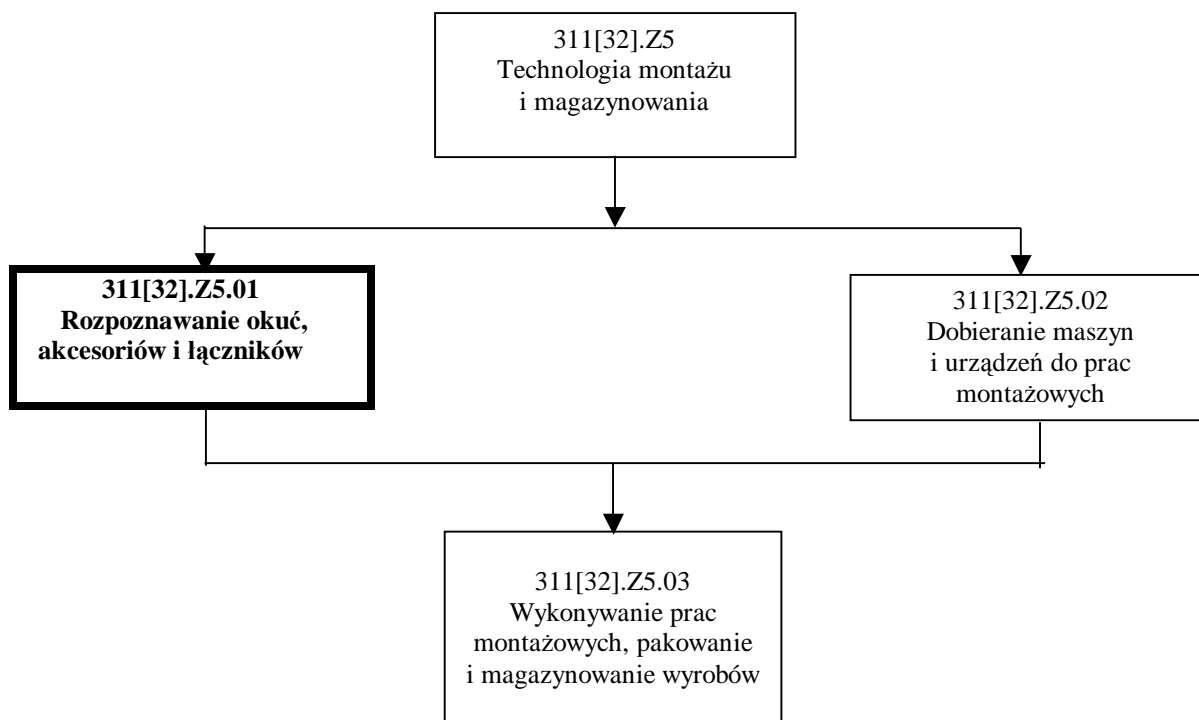 311[32].Z5
Technologia montażu
i magazynowania
311[32].Z5.01
Rozpoznawanie okuć,
akcesoriów i łączników
311[32].Z5.02
Dobieranie maszyn
i urządzeń do prac
montażowych
311[32].Z5.03
Wykonywanie prac
montażowych, pakowanie
i magazynowanie wyrobów